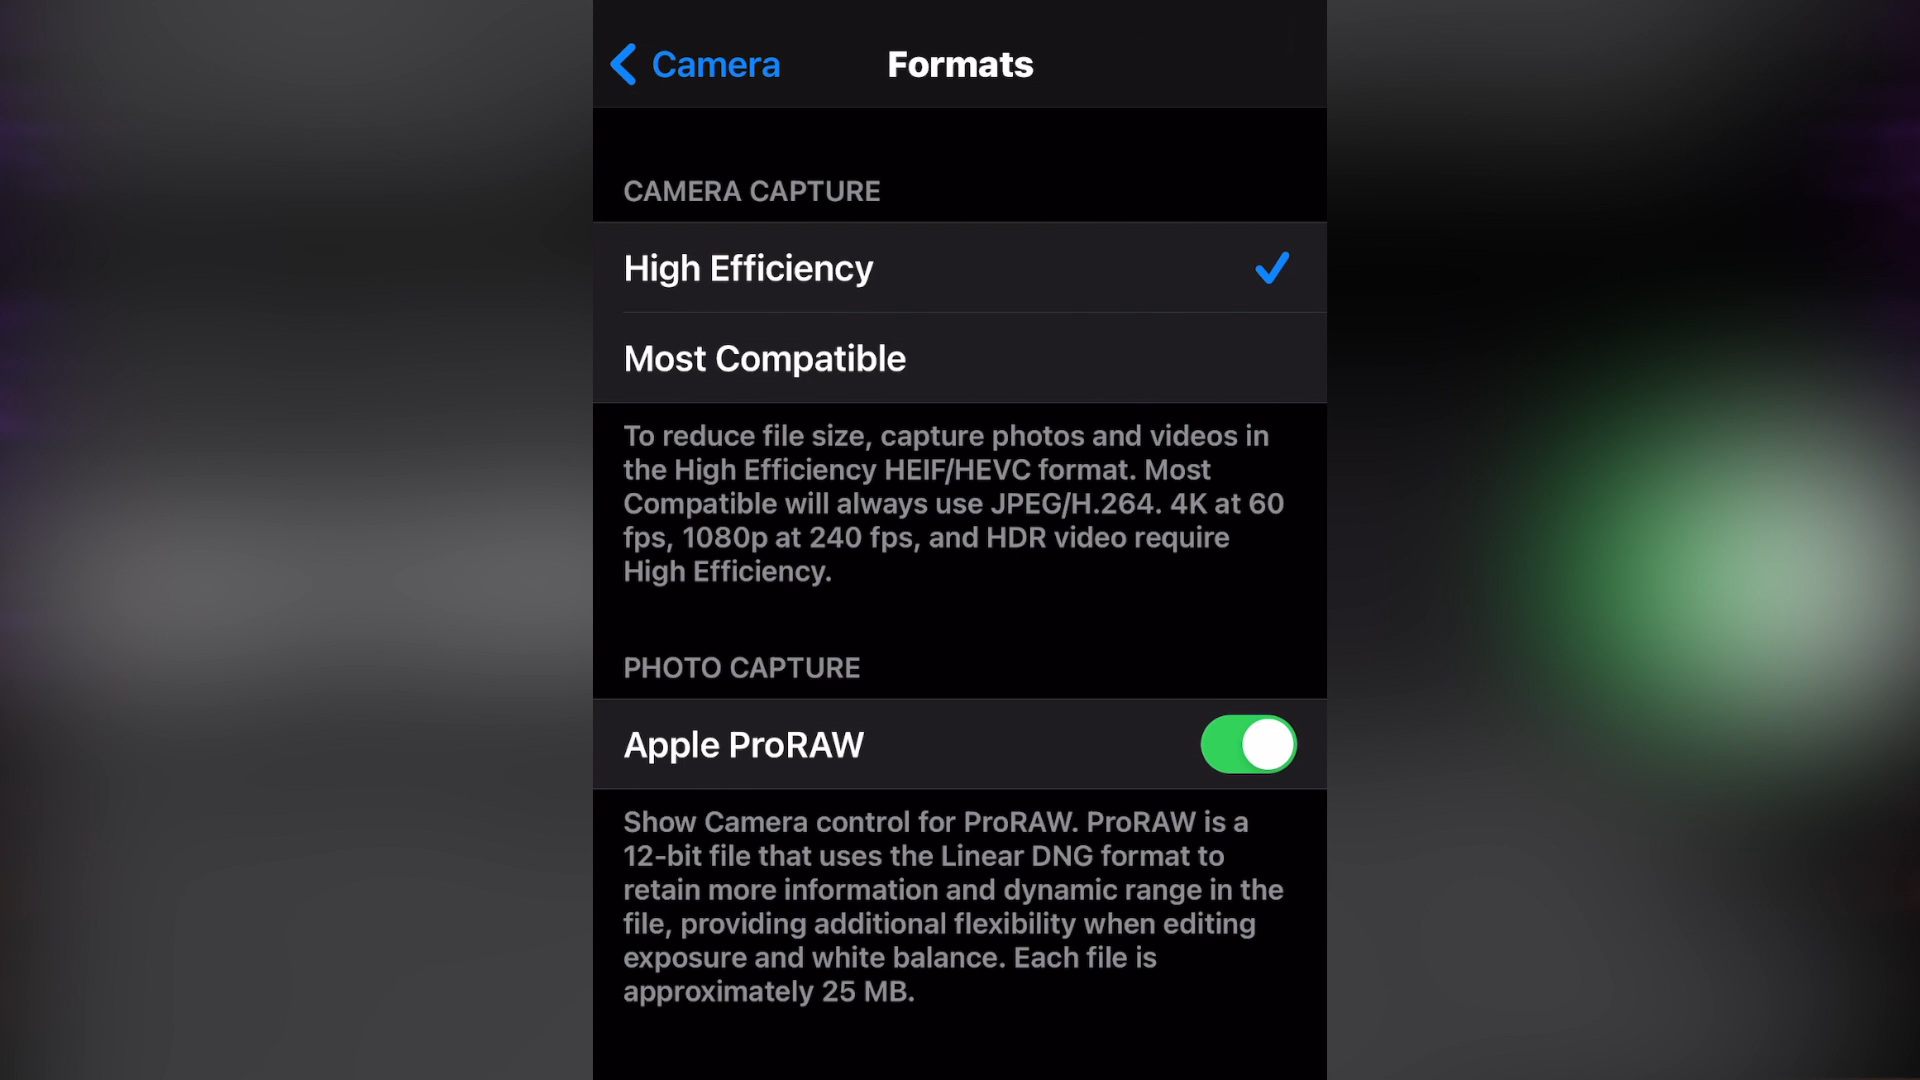 Camera
Formats
CAMERA CAPTURE
High Efficiency
Most Compatible
To reduce file size, capture photos and videos in
the High Efficiency HEIF/HEVC format. Most
Compatible will always use JPEG/H.264. 4K at 60
fps, 1080p at 240 fps, and HDR video require
High Efficiency.
PHOTO CAPTURE
Apple ProRAW
Show Camera control for ProRAW. ProRAW is a
12-bit file that uses the Linear DNG format to
retain more information and dynamic range in the
file, providing additional flexibility when editing
exposure and white balance. Each file is
approximately 25 MB.